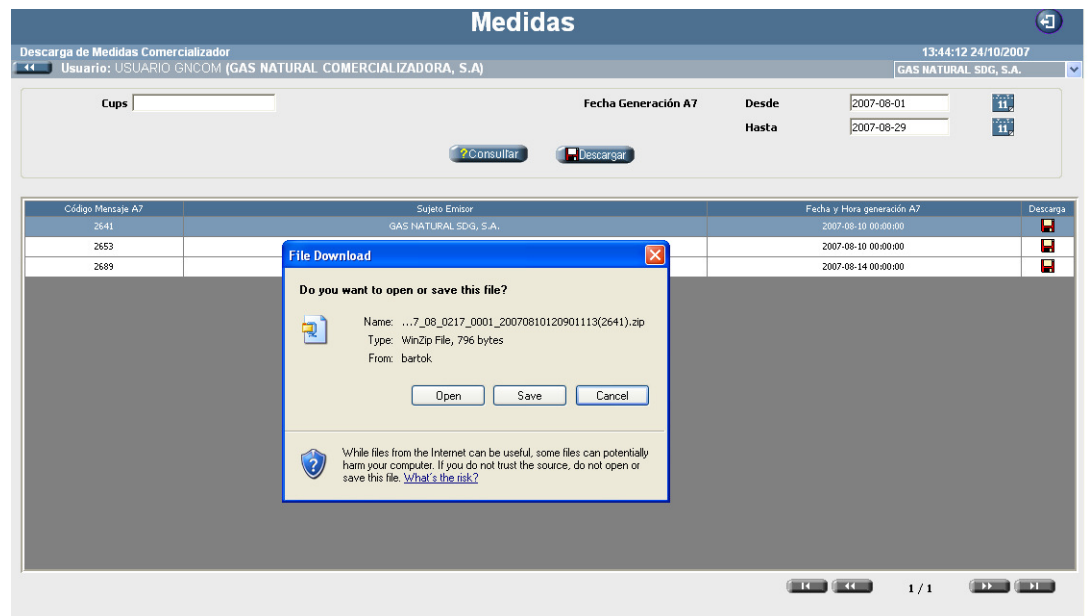 Medidas
Descarga de Medidas Comercializador
13:44:12 24/10/2007
Usuario: USUARIO GNCOM (GAS NATURAL COMERCIALIZADORA, S.A)
GAS NATURAL SDG, S.A.
Cups
Fecha Generación A7
Desde
2007-08-01
11
Hasta
2007-08-29
11
?Consultar
Descargar
Código Mensaje A7
Sujeto Emisor
Fecha y Hora generación A7
Descarga
2641
GAS NATURAL SDG, S.A.
2007-08-10 00:00:00
2653
2007-08-10 00:00:00
2689
2007-08-14 00:00:00
File Download
Do you want to open or save this file?
Name: ...7_08_0217_0001_20070810120901113(2641).zip
Type: WinZip File, 796 bytes
From: bartok
Open
Save
Cancel
While files from the Internet can be useful, some files can potentially
harm your computer. If you do not trust the source, do not open or
save this file. What's the risk?
1 / 1